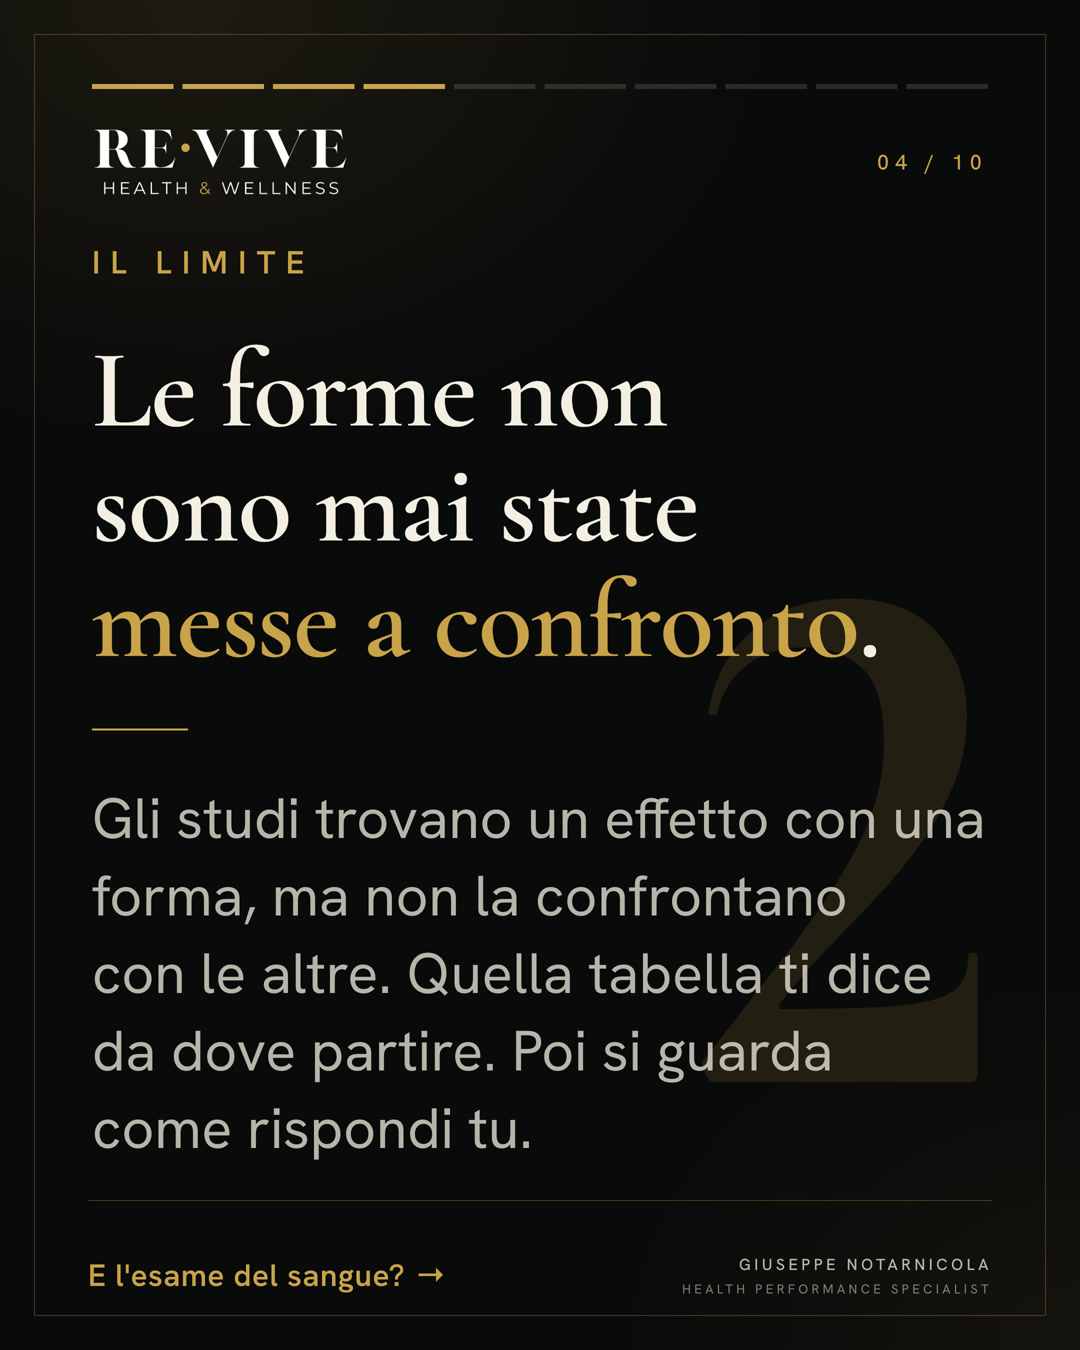 RE·VIVE
HEALTH & WELLNESS
04 / 10
IL LIMITE
Le forme non
sono mai state
messe a confronto.
2
Gli studi trovano un effetto con una
forma, ma non la confrontano
con le altre. Quella tabella ti dice
da dove partire. Poi si guarda
come rispondi tu.
E l'esame del sangue? →
GIUSEPPE NOTARNICOLA
HEALTH PERFORMANCE SPECIALIST